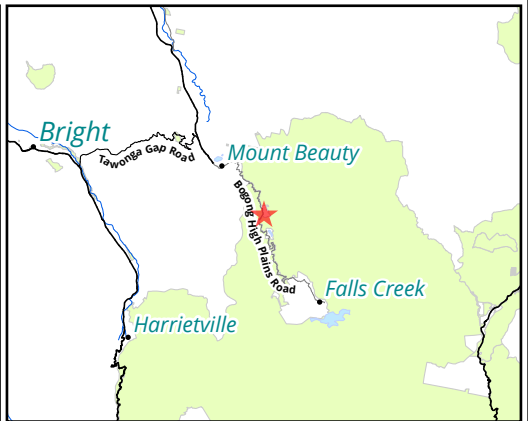 Bright
Tawonga Gap Road
Mount Beauty
Bogong High Plains Road
Falls Creek
Harrietville